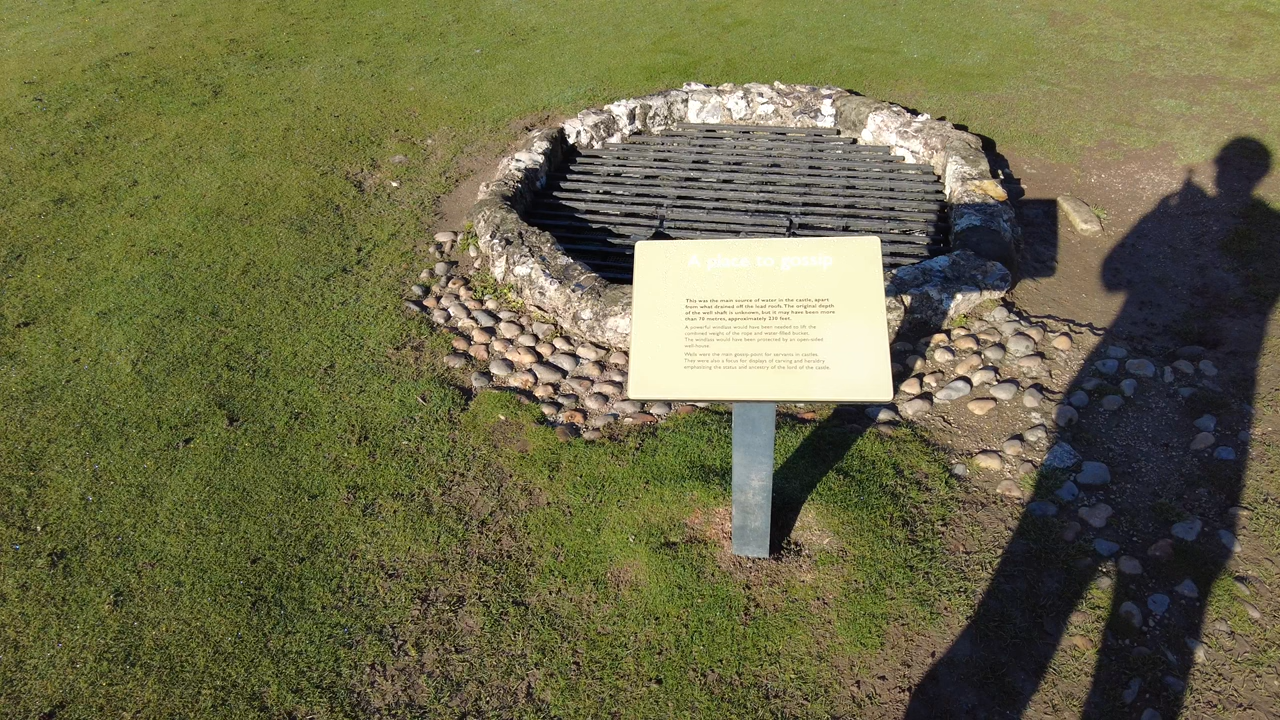 A place to gossip
This was the main source of water in the castle, apart
from what drained off the lead roofs. The original depth
of the well shaft is unknown, but it may have been more
than 70 metres, approximately 230 feet.
A powerful windlass would have been needed to lift the
combined weight of the rope and water-filled bucket.
The windlass would have been protected by an open-sided
well-house.
Wells were the main gossip-point for servants in castles.
They were also a focus for displays of carving and heraldry
emphasising the status and ancestry of the lord of the castle.